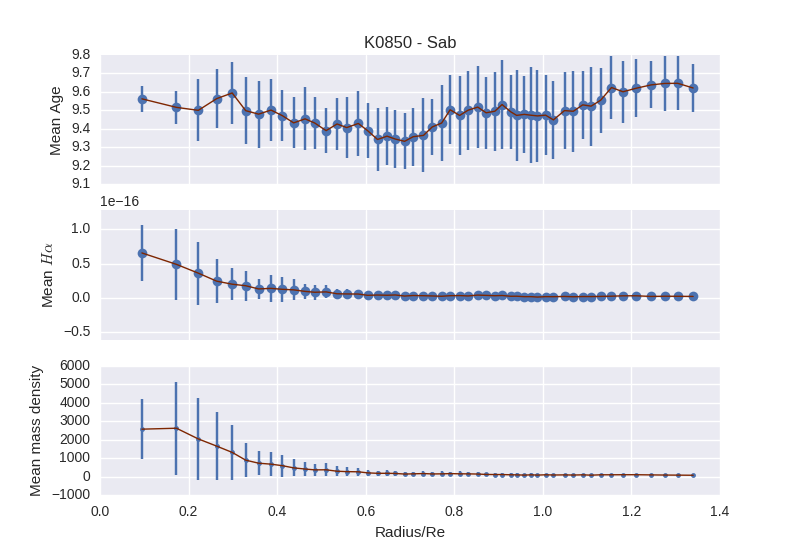 K0850 - Sab
9.8
9.7
9.6
9.5
9.4
9.3
9.2
9.1
Mean Age
1e−16
1.0
0.5
0.0
−0.5
Mean Hα
6000
5000
4000
3000
2000
1000
0
−1000
Mean mass density
0.0 0.2 0.4 0.6 0.8 1.0 1.2 1.4
Radius/Re